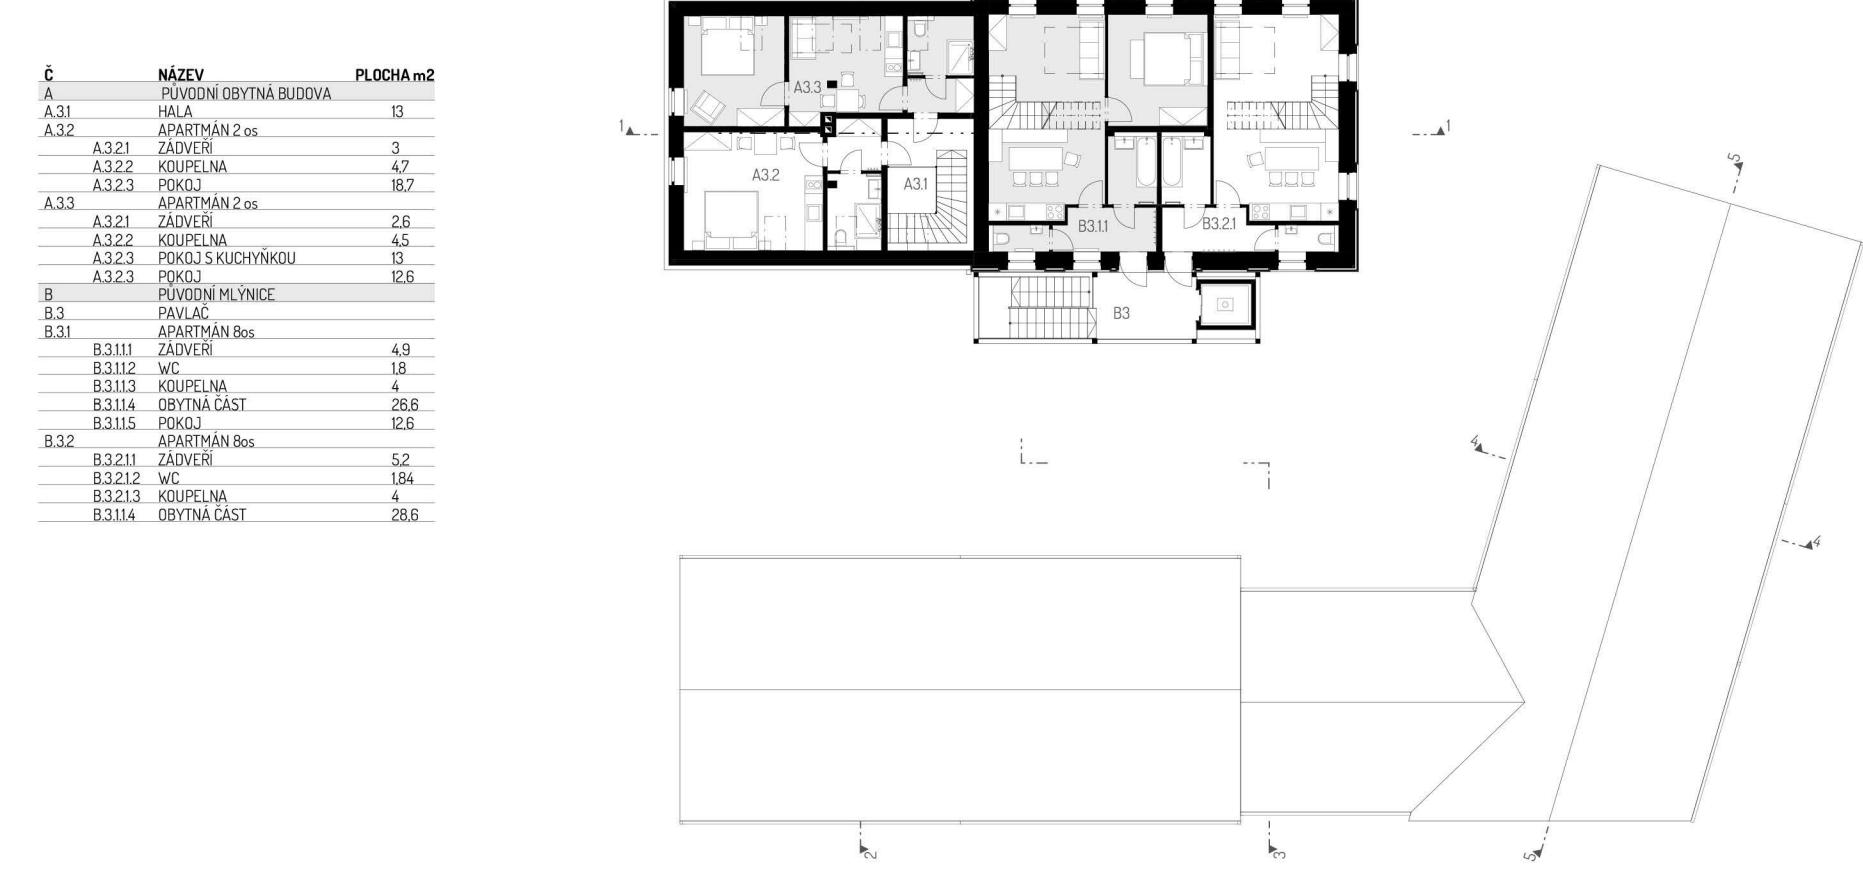 Č NÁZEV PLOCHA m2
A PŮVODNÍ OBYTNÁ BUDOVA
A.3.1 HALA 13
A.3.2 APARTMÁN 2 os
A.3.2.1 ZÁDVEŘÍ 3
A.3.2.2 KOUPELNA 4,7
A.3.2.3 POKOJ 18,7
A.3.3 APARTMÁN 2 os
A.3.2.1 ZÁDVEŘÍ 2,6
A.3.2.2 KOUPELNA 4,5
A.3.2.3 POKOJ S KUCHYŇKOU 13
A.3.2.3 POKOJ 12,6
B PŮVODNÍ MLÝNICE
B.3 PAVLAČ
B.3.1 APARTMÁN 8os
B.3.1.1.1 ZÁDVEŘÍ 4,9
B.3.1.1.2 WC 1,8
B.3.1.1.3 KOUPELNA 4
B.3.1.1.4 OBYTNÁ ČÁST 26,6
B.3.1.1.5 POKOJ 12,6
B.3.2 APARTMÁN 8os
B.3.2.1.1 ZÁDVEŘÍ 5,2
B.3.2.1.2 WC 1,84
B.3.2.1.3 KOUPELNA 4
B.3.1.1.4 OBYTNÁ ČÁST 28,6
A3.3
1
1
A3.2
A3.1
B3.1.1
B3.2.1
B3
5
4
4
2
3
5